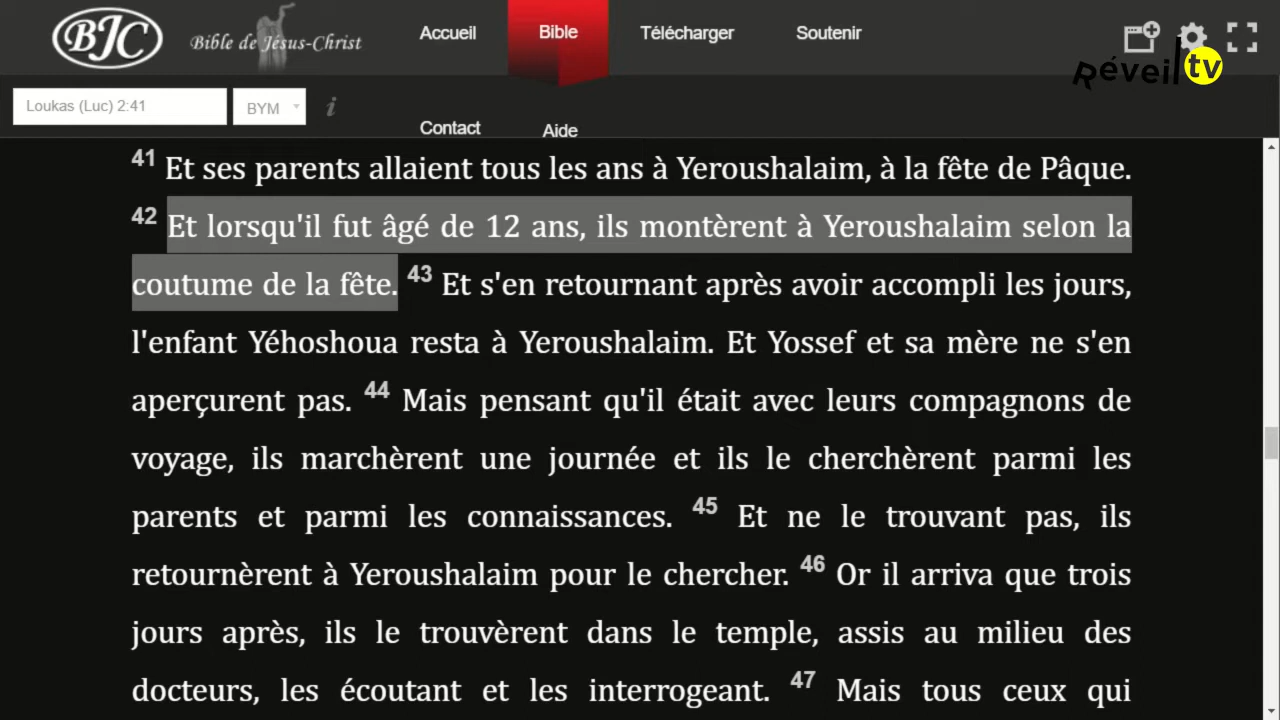 BJC
Bible de Jésus-Christ
Accueil
Bible
Télécharger
Soutenir
Réveil tv
Loukas (Luc) 2:41
BYM
i
Contact
Aide
41 Et ses parents allaient tous les ans à Yeroushalaim, à la fête de Pâque.
42 Et lorsqu'il fut âgé de 12 ans, ils montèrent à Yeroushalaim selon la
coutume de la fête. 43 Et s'en retournant après avoir accompli les jours,
l'enfant Yéhoshoua resta à Yeroushalaim. Et Yossef et sa mère ne s'en
aperçurent pas. 44 Mais pensant qu'il était avec leurs compagnons de
voyage, ils marchèrent une journée et ils le cherchèrent parmi les
parents et parmi les connaissances. 45 Et ne le trouvant pas, ils
retournèrent à Yeroushalaim pour le chercher. 46 Or il arriva que trois
jours après, ils le trouvèrent dans le temple, assis au milieu des
docteurs, les écoutant et les interrogeant. 47 Mais tous ceux qui